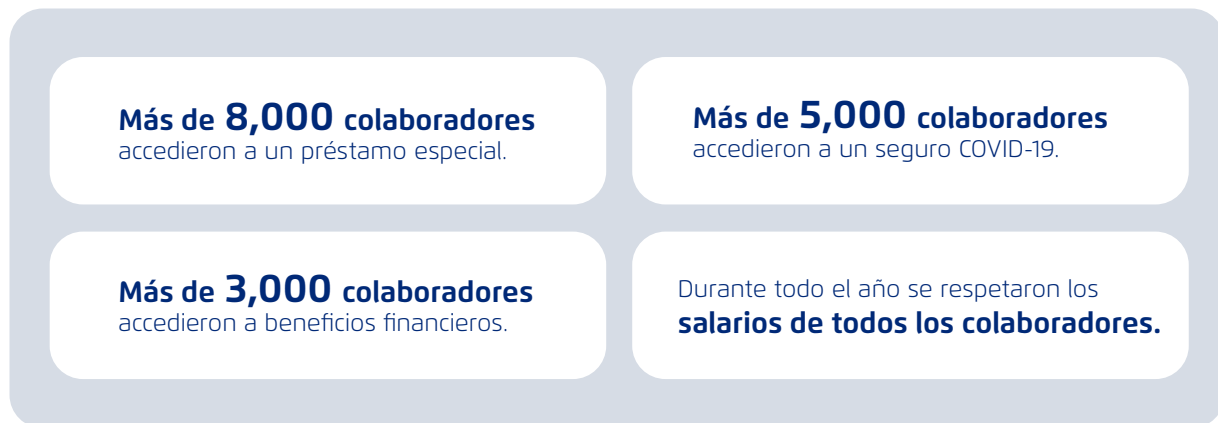 Más de 8,000 colaboradores
accedieron a un préstamo especial.
Más de 5,000 colaboradores
accedieron a un seguro COVID-19.
Más de 3,000 colaboradores
accedieron a beneficios financieros.
Durante todo el año se respetaron los
salarios de todos los colaboradores.